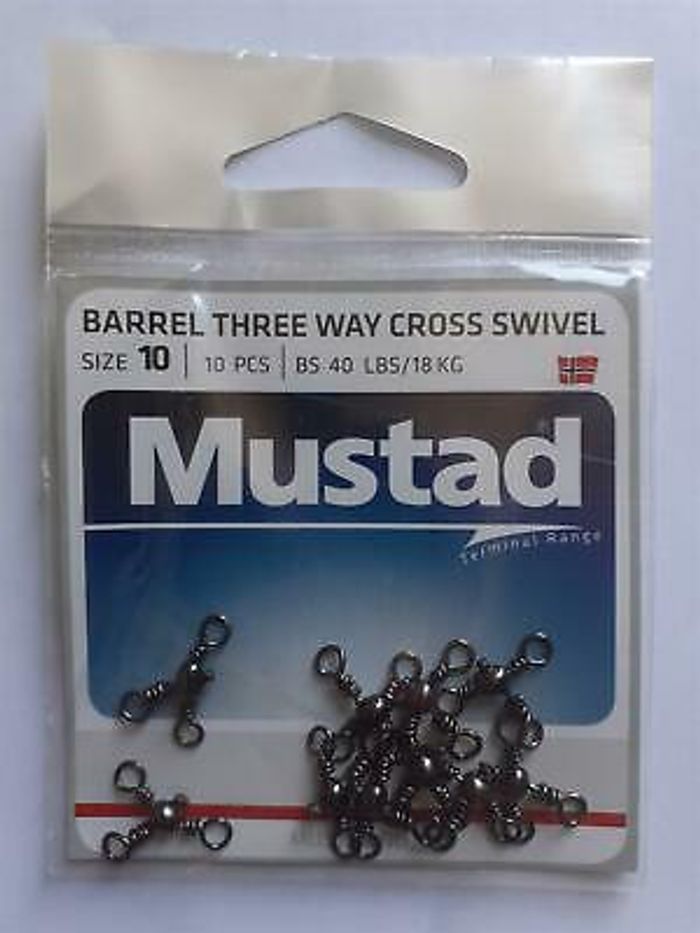 BARREL THREE WAY CROSS SWIVEL
SIZE 10 | 10 PCS | BS 40 LBS/18 KG
Mustad
Terminal Range